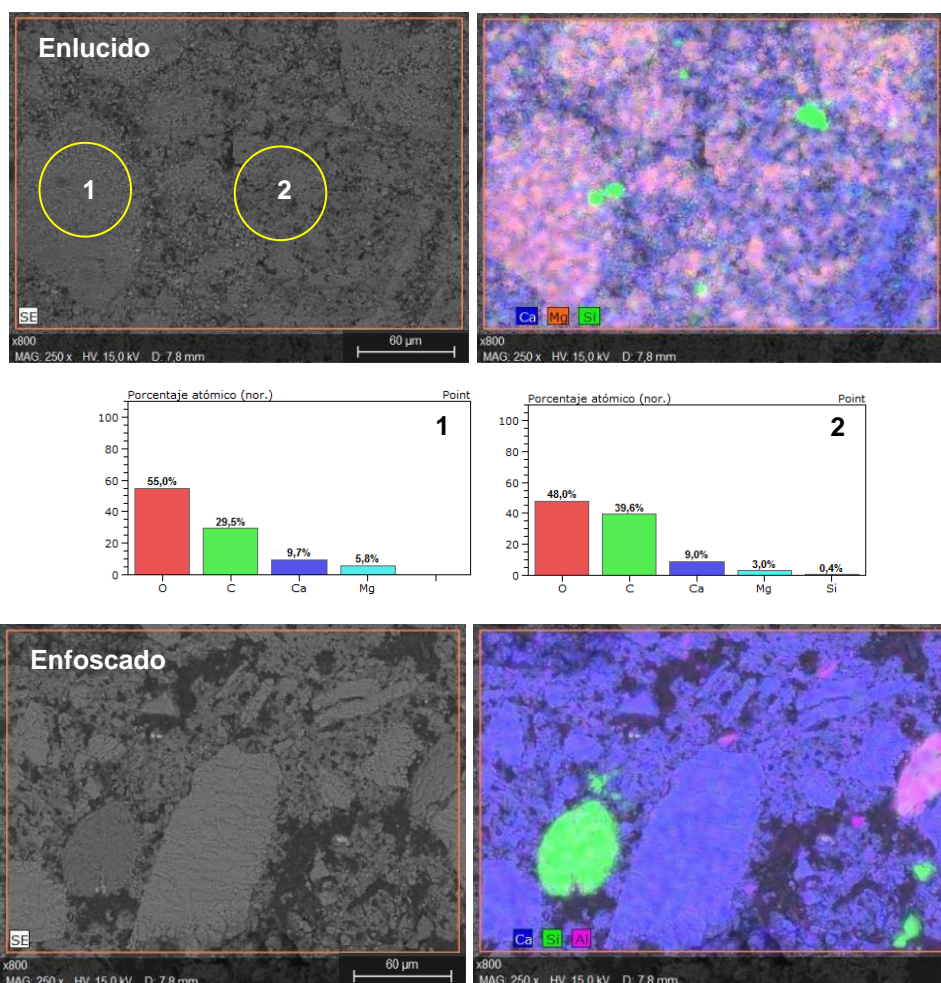 Enlucido
1
2
SE
x800
MAG: 250 x HV: 15,0 kV D: 7,8 mm
60 µm
Ca Mg Si
x800
MAG: 250 x HV: 15,0 kV D: 7,8 mm
60 µm
Porcentaje atómico (nor.) Point
1
100
80
60
40
20
0
55,0%
29,5%
9,7%
5,8%
O C Ca Mg
Porcentaje atómico (nor.) Point
2
100
80
60
40
20
0
48,0%
39,6%
9,0%
3,0%
0,4%
O C Ca Mg Si
Enfoscado
SE
x800
MAG: 250 x HV: 15,0 kV D: 7,8 mm
60 µm
Ca Si Al
x800
MAG: 250 x HV: 15,0 kV D: 7,8 mm
60 µm